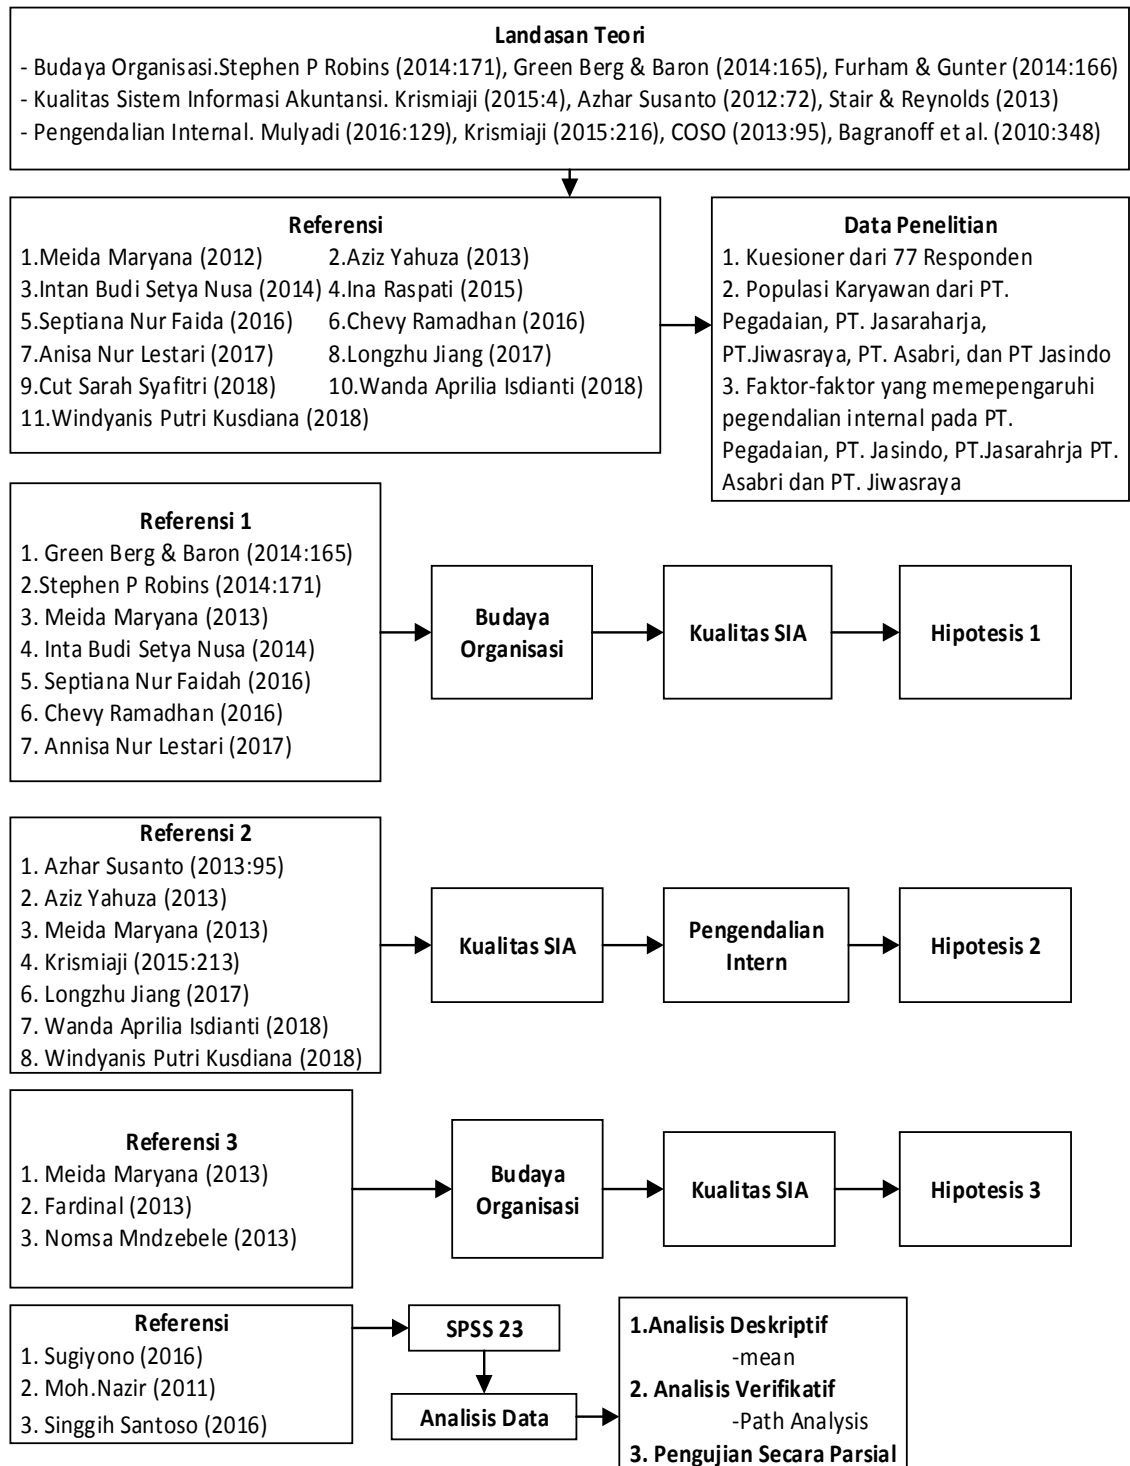 Landasan Teori
- Budaya Organisasi.Stephen P Robins (2014:171), Green Berg & Baron (2014:165), Furham & Gunter (2014:166)
- Kualitas Sistem Informasi Akuntansi. Krismiaji (2015:4), Azhar Susanto (2012:72), Stair & Reynolds (2013)
- Pengendalian Internal. Mulyadi (2016:129), Krismiaji (2015:216), COSO (2013:95), Bagranoff et al. (2010:348)
Referensi
1.Meida Maryana (2012) 2.Aziz Yahuza (2013)
3.Intan Budi Setya Nusa (2014) 4.Ina Raspati (2015)
5.Septiana Nur Faida (2016) 6.Chevy Ramadhan (2016)
7.Anisa Nur Lestari (2017) 8.Longzhu Jiang (2017)
9.Cut Sarah Syafitri (2018) 10.Wanda Aprilia Isdianti (2018)
11.Windyanis Putri Kusdiana (2018)
Data Penelitian
1. Kuesioner dari 77 Responden
2. Populasi Karyawan dari PT.
Pegadaian, PT. Jasaraharja,
PT.Jiwasraya, PT. Asabri, dan PT Jasindo
3. Faktor-faktor yang memepengaruhi
pegendalian internal pada PT.
Pegadaian, PT. Jasindo, PT.Jasarahrja PT.
Asabri dan PT. Jiwasraya
Referensi 1
1. Green Berg & Baron (2014:165)
2.Stephen P Robins (2014:171)
3. Meida Maryana (2013)
4. Inta Budi Setya Nusa (2014)
5. Septiana Nur Faidah (2016)
6. Chevy Ramadhan (2016)
7. Annisa Nur Lestari (2017)
Budaya
Organisasi
Kualitas SIA
Hipotesis 1
Referensi 2
1. Azhar Susanto (2013:95)
2. Aziz Yahuza (2013)
3. Meida Maryana (2013)
4. Krismiaji (2015:213)
6. Longzhu Jiang (2017)
7. Wanda Aprilia Isdianti (2018)
8. Windyanis Putri Kusdiana (2018)
Kualitas SIA
Pengendalian
Intern
Hipotesis 2
Referensi 3
1. Meida Maryana (2013)
2. Fardinal (2013)
3. Nomsa Mndzebele (2013)
Budaya
Organisasi
Kualitas SIA
Hipotesis 3
Referensi
1. Sugiyono (2016)
2. Moh.Nazir (2011)
3. Singgih Santoso (2016)
SPSS 23
Analisis Data
1.Analisis Deskriptif
-mean
2. Analisis Verifikatif
-Path Analysis
3. Pengujian Secara Parsial